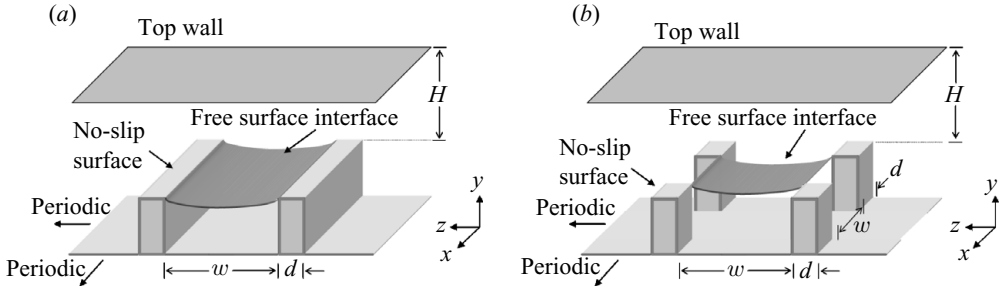 (a)
Top wall
H
Free surface interface
No-slip
surface
Periodic
y
z
x
Periodic
w
d
(b)
Top wall
H
Free surface interface
No-slip
surface
d
Periodic
w
y
z
x
Periodic
w
d